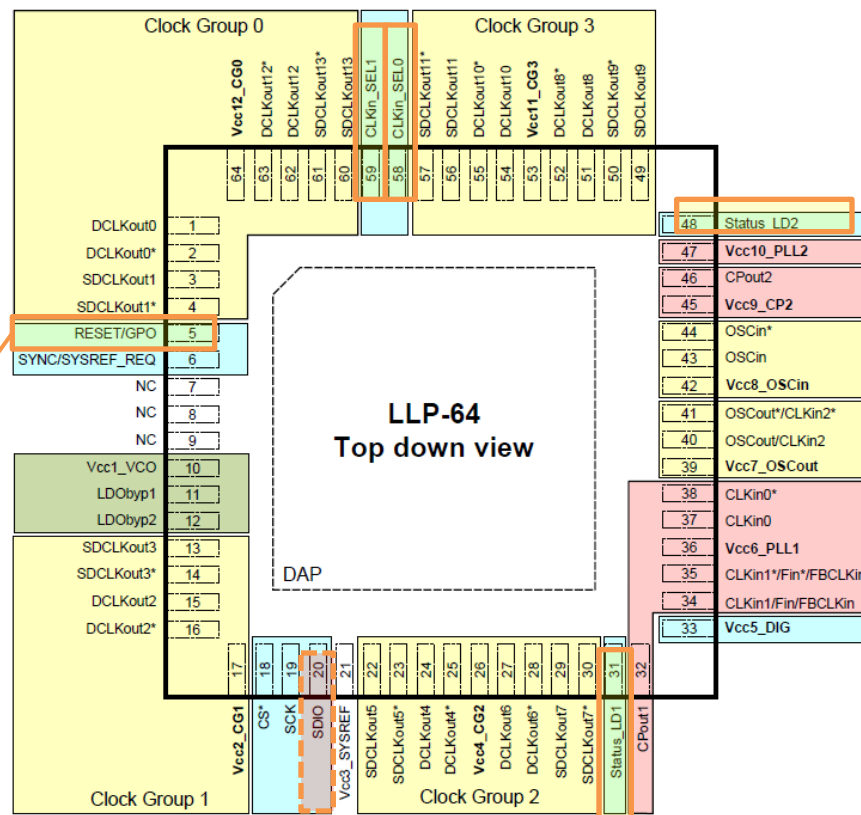 Clock Group 0
Clock Group 3
Vcc12_CG0
DCLKout12*
DCLKout12
SDCLKout13*
SDCLKout13
CLKin_SEL1
CLKin_SEL0
SDCLKout11*
SDCLKout11
DCLKout10*
DCLKout10
Vcc11_CG3
DCLKout8*
DCLKout8
SDCLKout9*
SDCLKout9
64 63 62 61 60 59 58 57 56 55 54 53 52 51 50 49
DCLKout0 1
DCLKout0* 2
SDCLKout1 3
SDCLKout1* 4
RESET/GPO 5
SYNC/SYSREF_REQ 6
NC 7
NC 8
NC 9
Vcc1_VCO 10
LDObyp1 11
LDObyp2 12
SDCLKout3 13
SDCLKout3* 14
DCLKout2 15
DCLKout2* 16
LLP-64
Top down view
DAP
48 Status_LD2
47 Vcc10_PLL2
46 CPout2
45 Vcc9_CP2
44 OSCin*
43 OSCin
42 Vcc8_OSCin
41 OSCout*/CLKin2*
40 OSCout/CLKin2
39 Vcc7_OSCout
38 CLKin0*
37 CLKin0
36 Vcc6_PLL1
35 CLKin1*/Fin*/FBCLKin
34 CLKin1/Fin/FBCLKin
33 Vcc5_DIG
17 18 19 20 21 22 23 24 25 26 27 28 29 30 31 32
Vcc2_CG1
CS*
SCK
SDIO
Vcc3_SYSREF
SDCLKout5
SDCLKout5*
DCLKout4
DCLKout4*
Vcc4_CG2
DCLKout6
DCLKout6*
SDCLKout7
SDCLKout7*
Status_LD1
CPout1
Clock Group 1
Clock Group 2